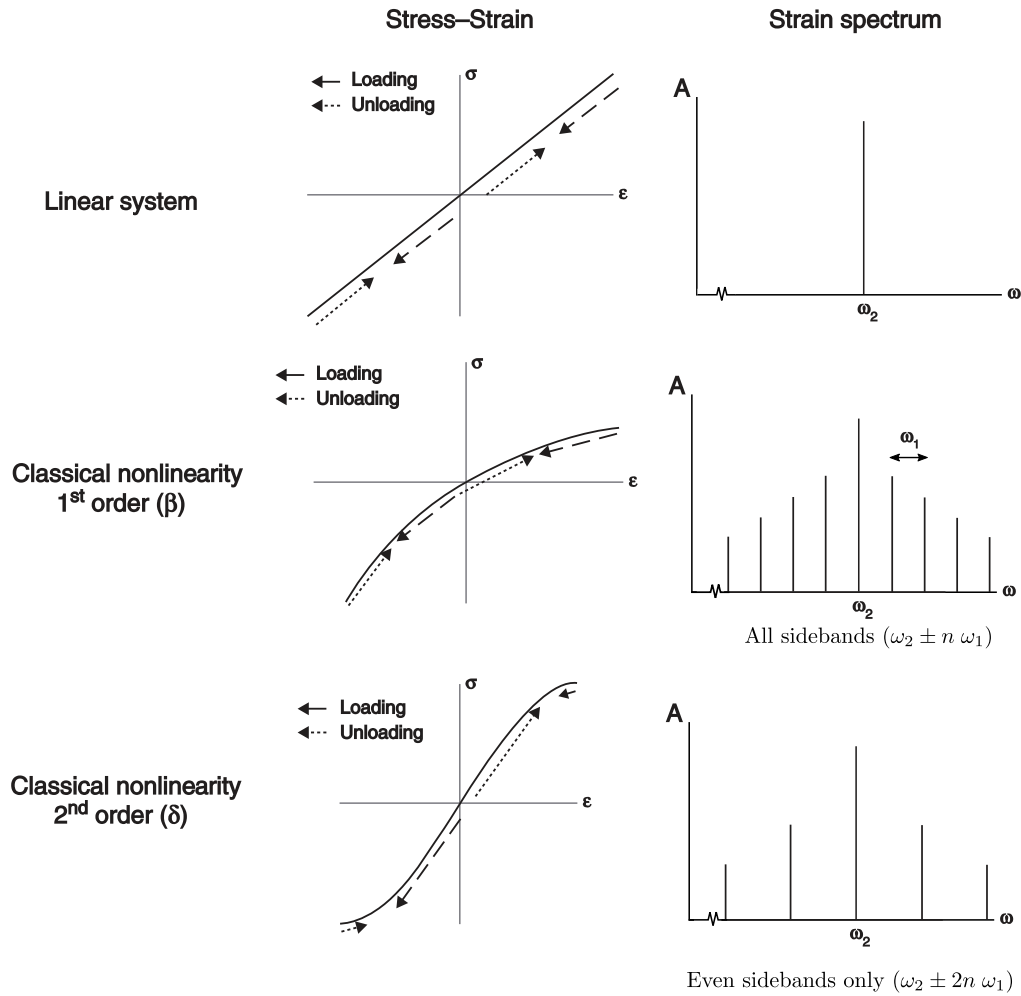 Stress–Strain
Strain spectrum
Linear system
Loading
Unloading
σ
ε
A
ω
ω₂
Classical nonlinearity
1ˢᵗ order (β)
Loading
Unloading
σ
ε
A
ω₁
ω
ω₂
All sidebands (ω₂ ± n ω₁)
Classical nonlinearity
2ⁿᵈ order (δ)
Loading
Unloading
σ
ε
A
ω
ω₂
Even sidebands only (ω₂ ± 2n ω₁)